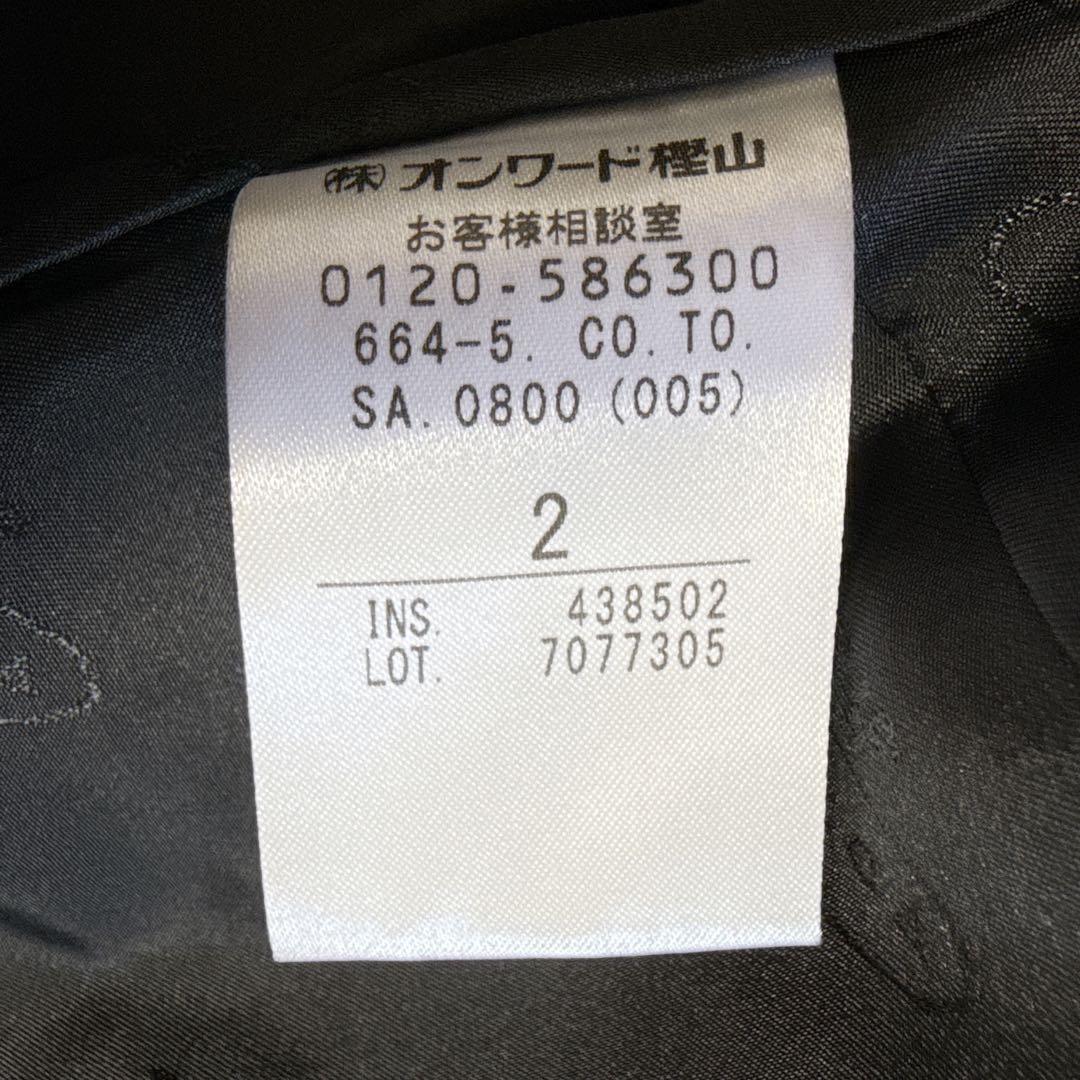 (株)オンワード樫山
お客様相談室
0120-586300
664-5. CO. TO.
SA. 0800 (005)
2
INS. 438502
LOT. 7077305